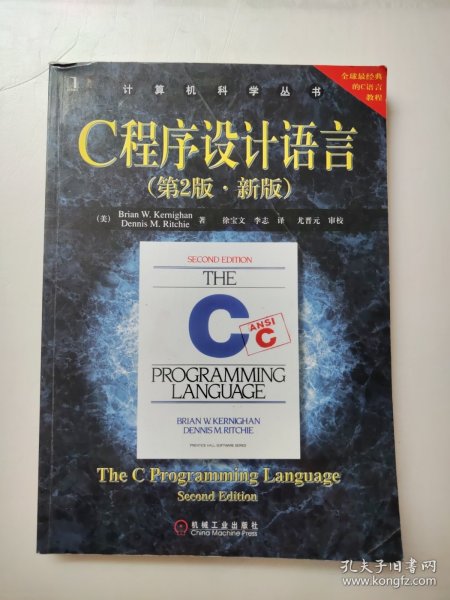 计算机科学丛书
全球最经典
的C语言
教程
C程序设计语言
(第2版·新版)
(美) Brian W. Kernighan
Dennis M. Ritchie 著 徐宝文 李志 译 尤晋元 审校
SECOND EDITION
THE
C
ANSI
C
PROGRAMMING
LANGUAGE
BRIAN W. KERNIGHAN
DENNIS M. RITCHIE
PRENTICE HALL SOFTWARE SERIES
The C Programming Language
Second Edition
机械工业出版社
China Machine Press
孔夫子旧书网
www.kongfz.com